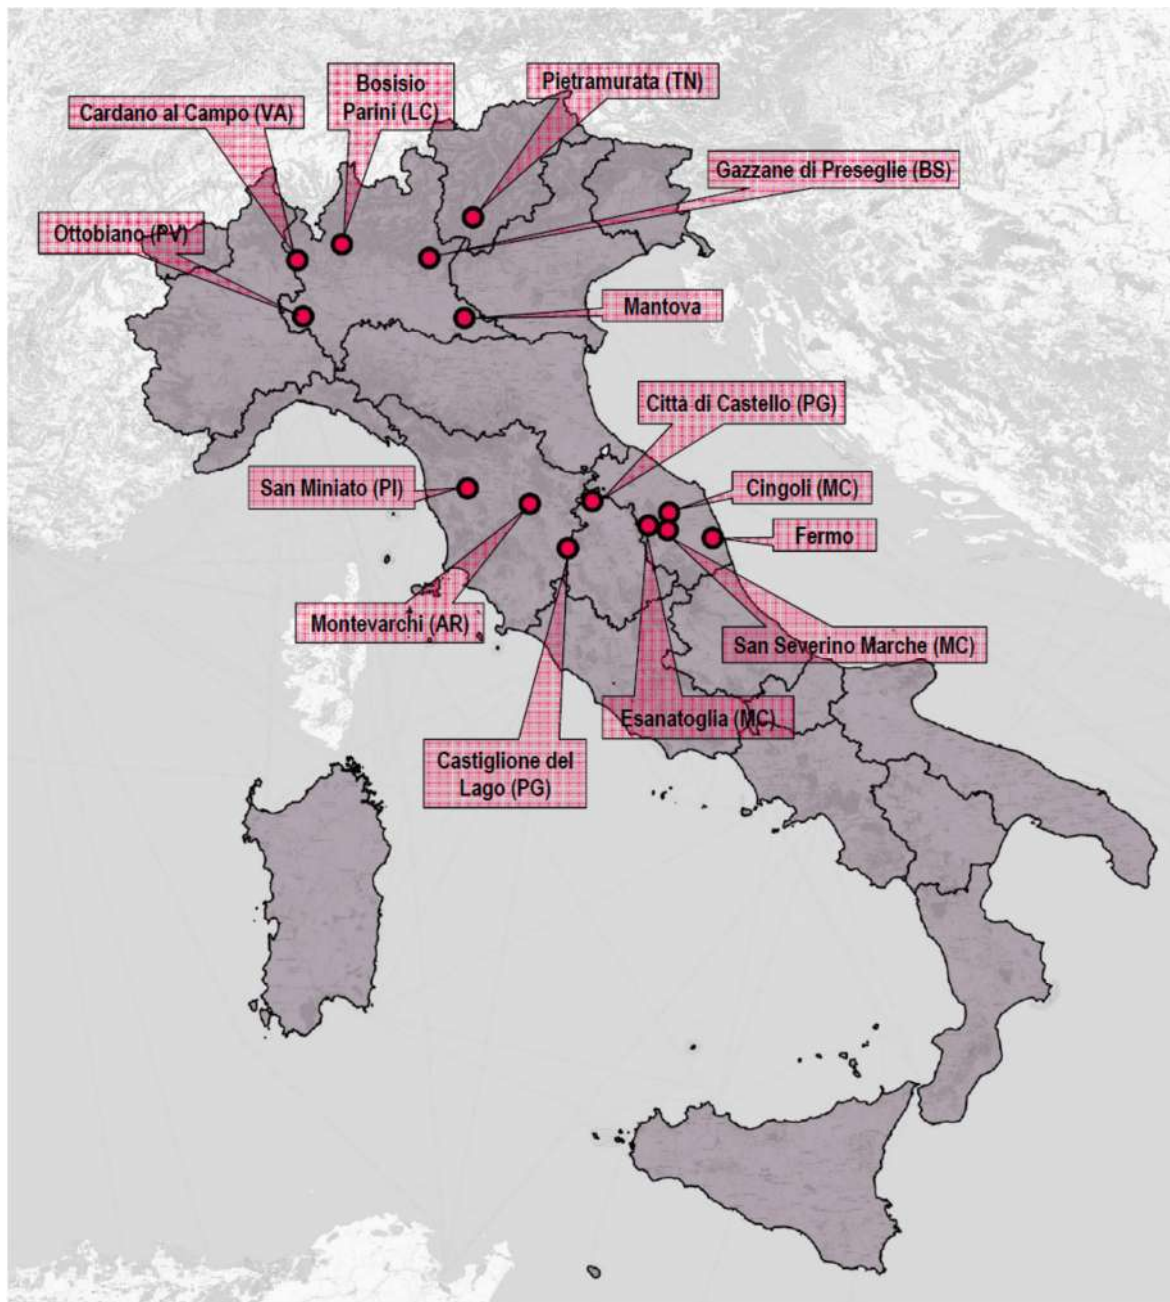 Bosisio
Parini (LC)
Pietramurata (TN)
Cardano al Campo (VA)
Gazzane di Preseglie (BS)
Ottobiano (PV)
Mantova
Città di Castello (PG)
San Miniato (PI)
Cingoli (MC)
Fermo
Montevarchi (AR)
San Severino Marche (MC)
Esanatoglia (MC)
Castiglione del
Lago (PG)